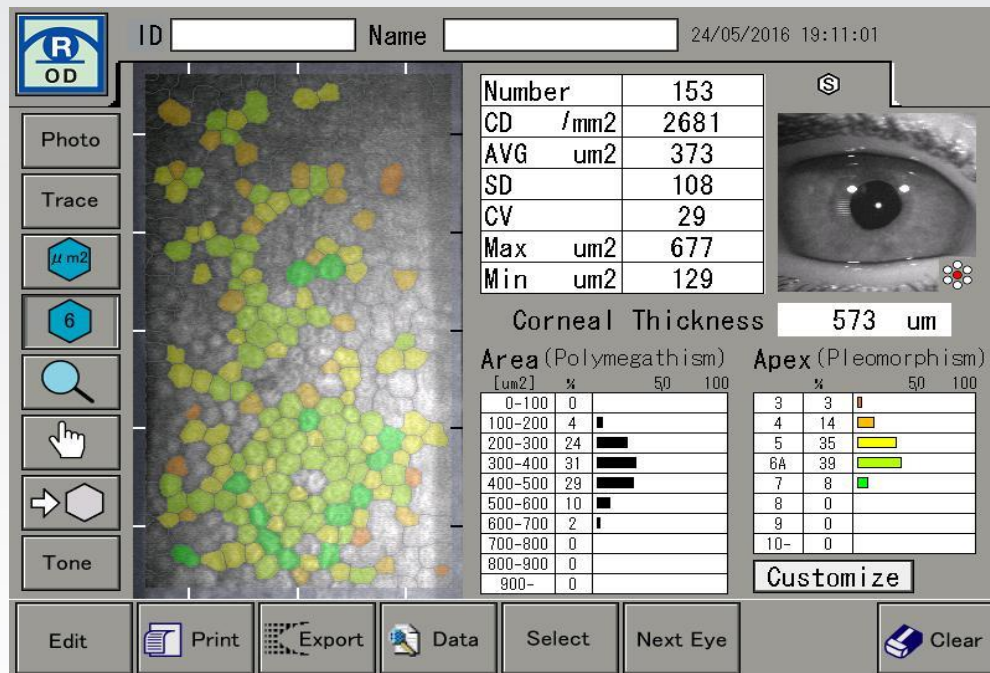 R
OD
ID
Name
24/05/2016 19:11:01
Photo
Trace
μm2
6
Tone
Number 153
CD /mm2 2681
AVG um2 373
SD 108
CV 29
Max um2 677
Min um2 129
S
Corneal Thickness 573 um
Area(Polymegathism)
[um2] % 50 100
0-100 0
100-200 4
200-300 24
300-400 31
400-500 29
500-600 10
600-700 2
700-800 0
800-900 0
900- 0
Apex(Pleomorphism)
% 50 100
3 3
4 14
5 35
6A 39
7 8
8 0
9 0
10- 0
Customize
Edit
Print
Export
Data
Select
Next Eye
Clear